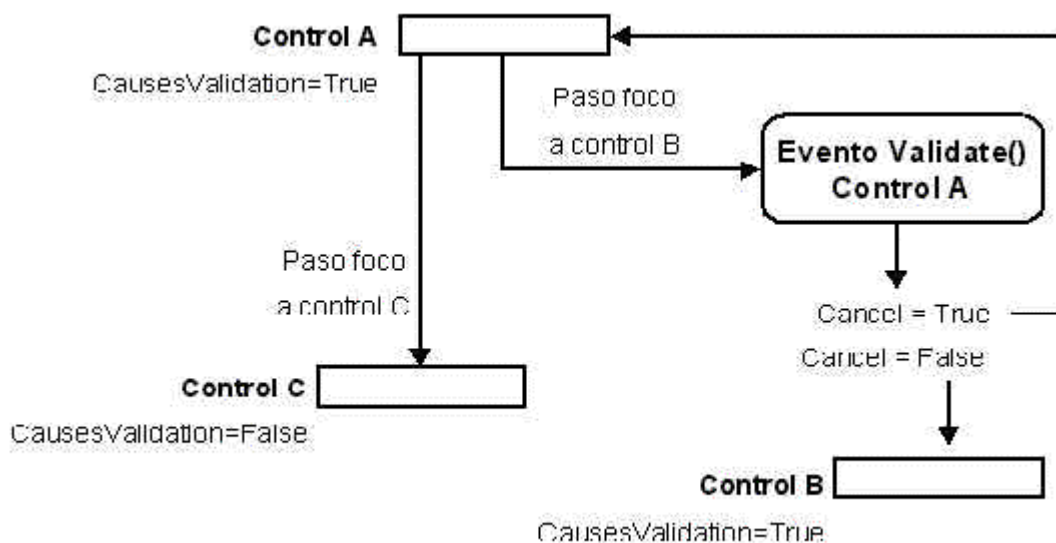 Control A
CausesValidation=True
Paso foco
a control B
Evento Validate()
Control A
Paso foco
a control C
Cancel = True
Cancel = False
Control C
CausesValidation=False
Control B
CausesValidation=True